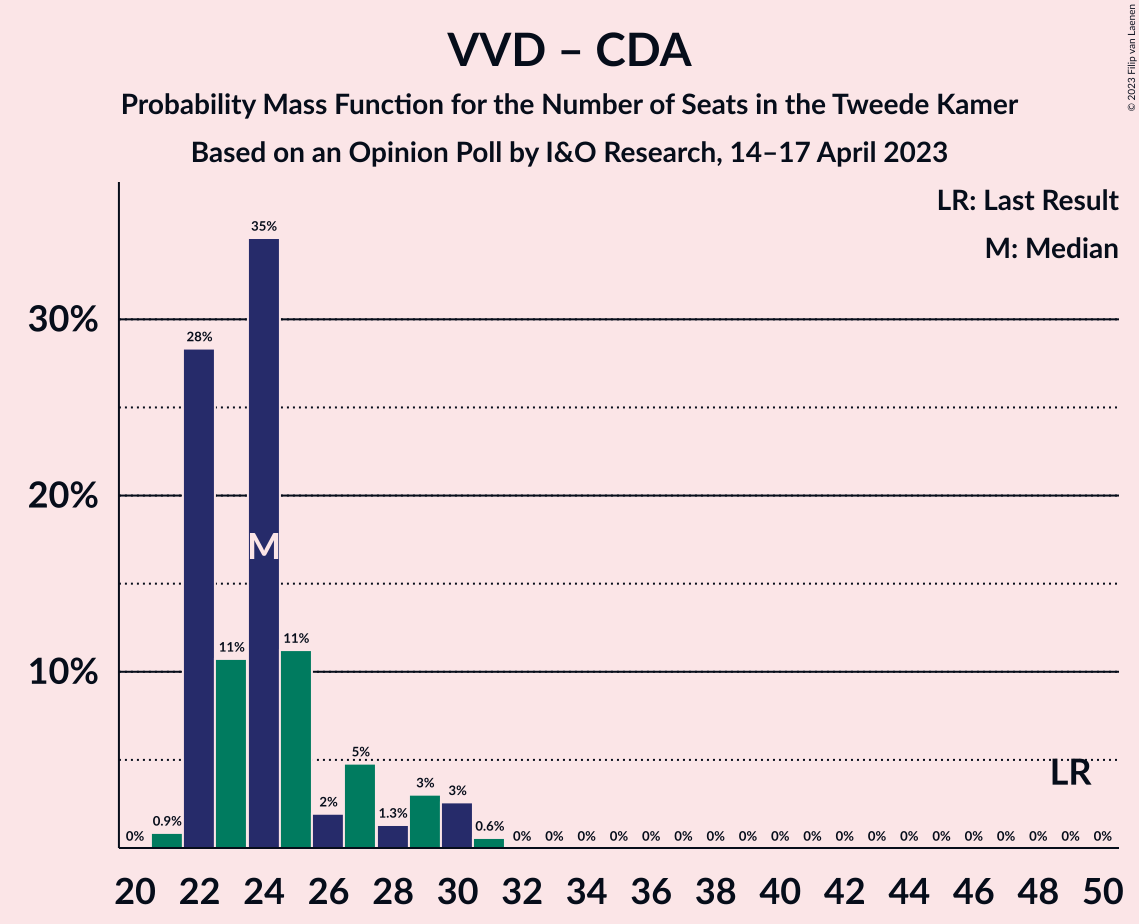 VVD – CDA
Probability Mass Function for the Number of Seats in the Tweede Kamer
Based on an Opinion Poll by I&O Research, 14–17 April 2023
© 2023 Filip van Laenen
LR: Last Result
M: Median
30%
20%
10%
0% 0.9% 28% 11% 35% 11% 2% 5% 1.3% 3% 3% 0.6% 0% 0% 0% 0% 0% 0% 0% 0% 0% 0% 0% 0% 0% 0% 0% 0% 0% 0% 0%
M
LR
20 22 24 26 28 30 32 34 36 38 40 42 44 46 48 50